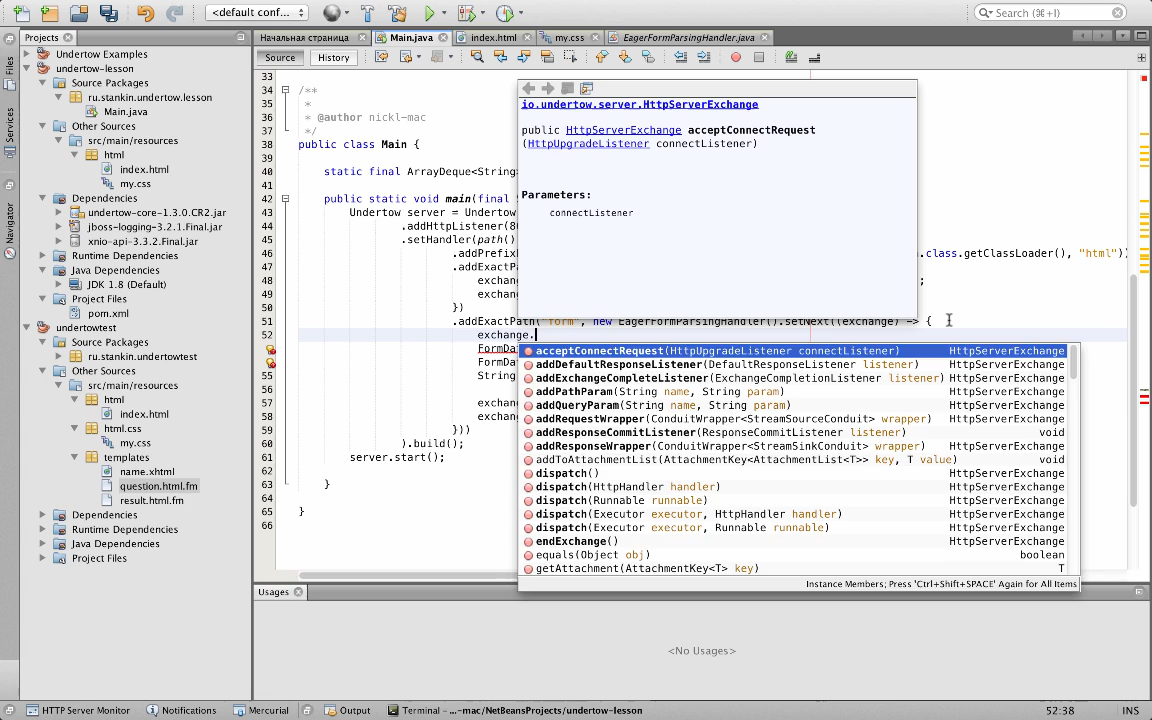 <default conf...
Search (⌘+I)
Projects
Начальная страница
Main.java
index.html
my.css
EagerFormParsingHandler.java
Files
Services
Navigator
Undertow Examples
undertow-lesson
Source Packages
ru.stankin.undertow.lesson
Main.java
Other Sources
src/main/resources
html
index.html
my.css
Dependencies
undertow-core-1.3.0.CR2.jar
jboss-logging-3.2.1.Final.jar
xnio-api-3.3.2.Final.jar
Runtime Dependencies
Java Dependencies
JDK 1.8 (Default)
Project Files
pom.xml
undertowtest
Source Packages
ru.stankin.undertowtest
Other Sources
src/main/resources
html
index.html
html.css
my.css
templates
name.xhtml
question.html.fm
result.html.fm
Dependencies
Runtime Dependencies
Java Dependencies
Project Files
Source
History
33
34 /**
35 *
36 * @author nickl-mac
37 */
38 public class Main {
39
40 static final ArrayDeque<String>
41
42 public static void main(final S
43 Undertow server = Undertow
44 .addHttpListener(80
45 .setHandler(path()
46 .addPrefixP .class.getClassLoader(), "html"))
47 .addExactPa
48 exchange ;
49 exchang
50 })
51 .addExactPath("form", new EagerFormParsingHandler().setNext((exchange) -> {
52 exchange.
FormDa
FormDa
55 String
56
57 exchang
58 exchang
59 }))
60 ).build();
61 server.start();
62
63 }
64
65 }
66
io.undertow.server.HttpServerExchange
public HttpServerExchange acceptConnectRequest
(HttpUpgradeListener connectListener)
Parameters:
connectListener
acceptConnectRequest(HttpUpgradeListener connectListener) HttpServerExchange
addDefaultResponseListener(DefaultResponseListener listener) HttpServerExchange
addExchangeCompleteListener(ExchangeCompletionListener listener) HttpServerExchange
addPathParam(String name, String param) HttpServerExchange
addQueryParam(String name, String param) HttpServerExchange
addRequestWrapper(ConduitWrapper<StreamSourceConduit> wrapper) HttpServerExchange
addResponseCommitListener(ResponseCommitListener listener) void
addResponseWrapper(ConduitWrapper<StreamSinkConduit> wrapper) HttpServerExchange
addToAttachmentList(AttachmentKey<AttachmentList<T>> key, T value) void
dispatch() HttpServerExchange
dispatch(HttpHandler handler) HttpServerExchange
dispatch(Runnable runnable) HttpServerExchange
dispatch(Executor executor, HttpHandler handler) HttpServerExchange
dispatch(Executor executor, Runnable runnable) HttpServerExchange
endExchange() HttpServerExchange
equals(Object obj) boolean
getAttachment(AttachmentKey<T> key) T
Instance Members; Press 'Ctrl+Shift+SPACE' Again for All Items
Usages
<No Usages>
HTTP Server Monitor
Notifications
Mercurial
Output
Terminal - ...-mac/NetBeansProjects/undertow-lesson
52:38
INS